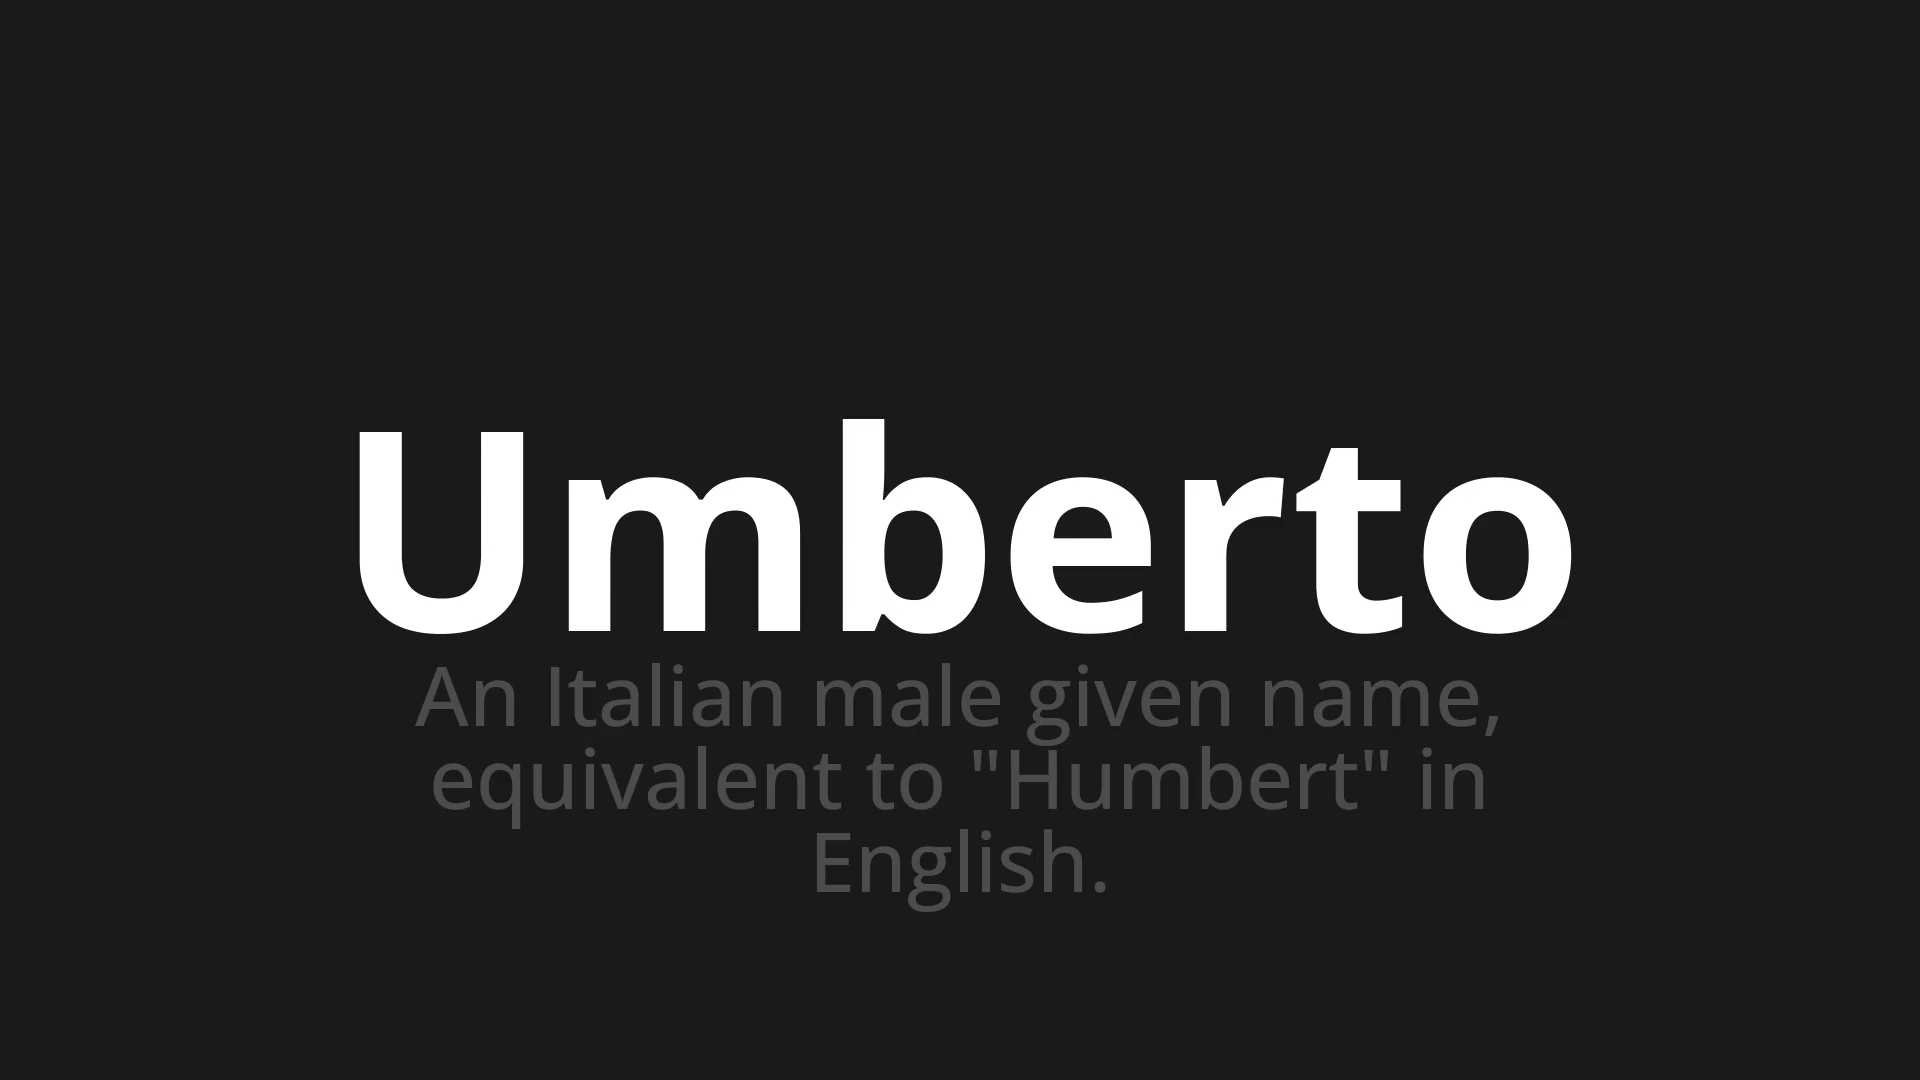 Umberto
An Italian male given name,
equivalent to "Humbert" in
English.